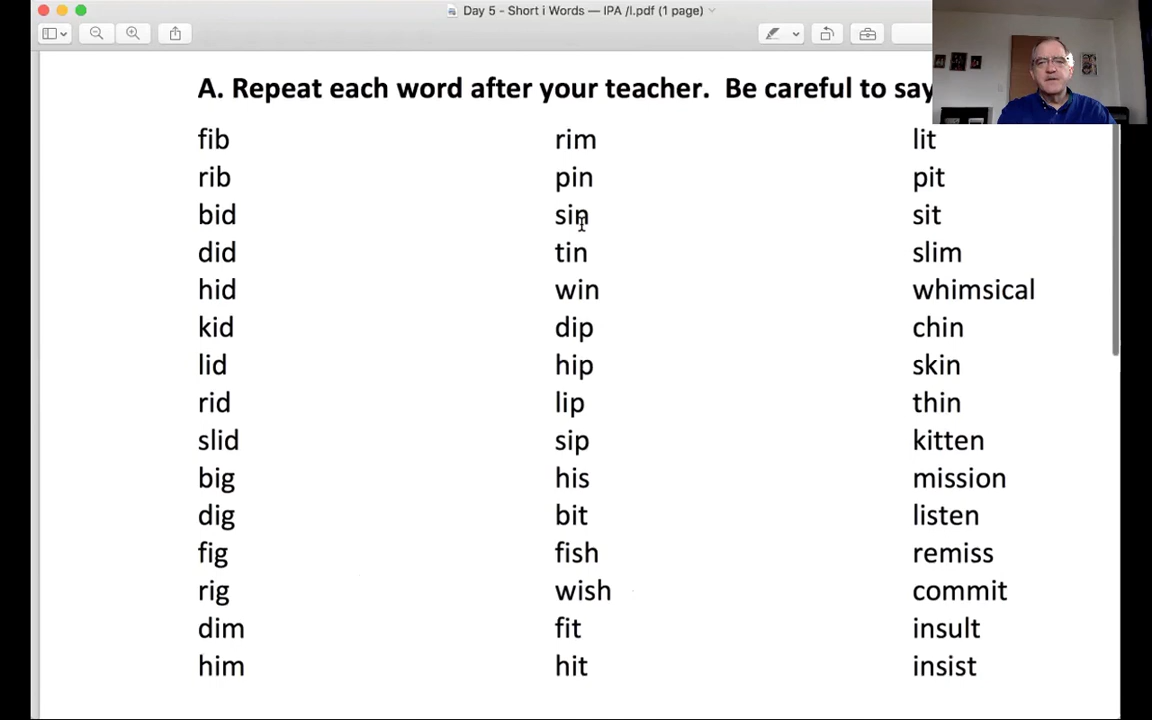 Day 5 - Short i Words — IPA /I.pdf (1 page)
A. Repeat each word after your teacher. Be careful to say
fib rim lit
rib pin pit
bid sin sit
did tin slim
hid win whimsical
kid dip chin
lid hip skin
rid lip thin
slid sip kitten
big his mission
dig bit listen
fig fish remiss
rig wish commit
dim fit insult
him hit insist